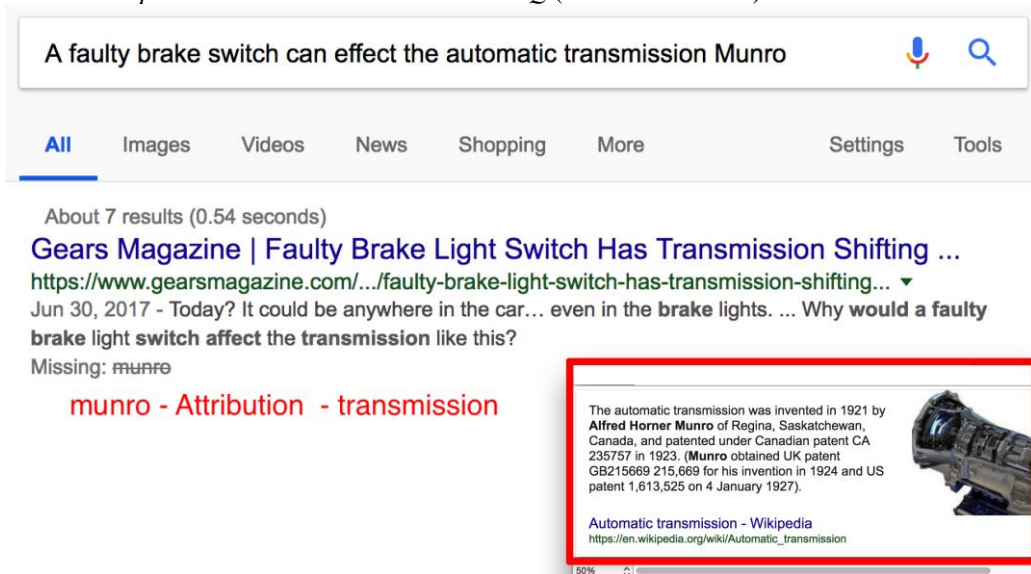 A faulty brake switch can effect the automatic transmission Munro
All Images Videos News Shopping More Settings Tools
About 7 results (0.54 seconds)
Gears Magazine | Faulty Brake Light Switch Has Transmission Shifting ...
https://www.gearsmagazine.com/.../faulty-brake-light-switch-has-transmission-shifting...
Jun 30, 2017 - Today? It could be anywhere in the car… even in the brake lights. ... Why would a faulty
brake light switch affect the transmission like this?
Missing: munro
munro - Attribution - transmission
The automatic transmission was invented in 1921 by
Alfred Horner Munro of Regina, Saskatchewan,
Canada, and patented under Canadian patent CA
235757 in 1923. (Munro obtained UK patent
GB215669 215,669 for his invention in 1924 and US
patent 1,613,525 on 4 January 1927).
Automatic transmission - Wikipedia
https://en.wikipedia.org/wiki/Automatic_transmission
50%